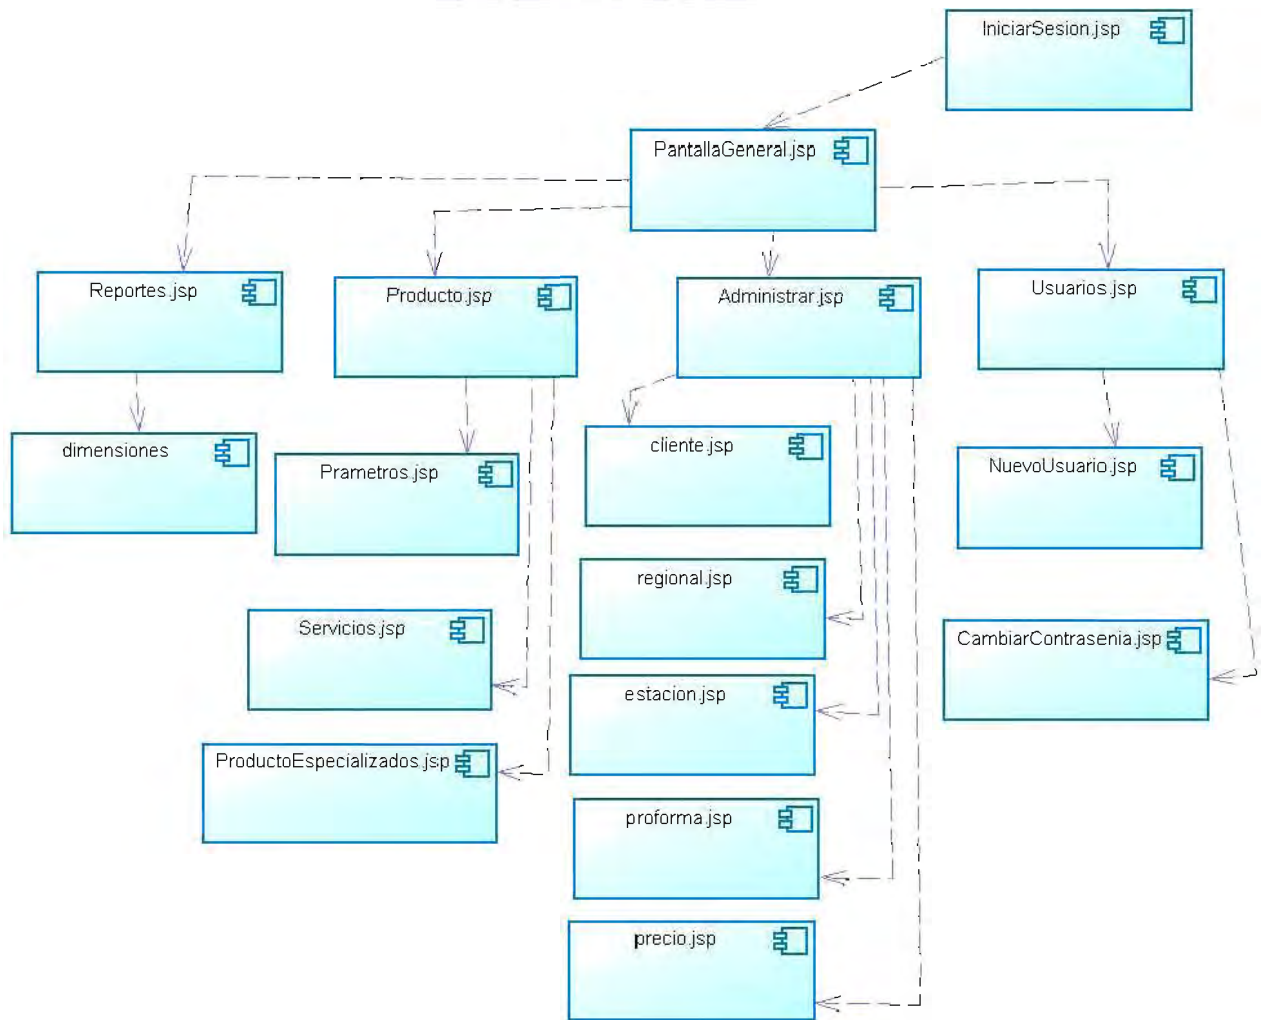 IniciarSesion.jsp
PantallaGeneral.jsp
Reportes.jsp
Producto.jsp
Administrar.jsp
Usuarios.jsp
dimensiones
Prametros.jsp
cliente.jsp
NuevoUsuario.jsp
regional.jsp
Servicios.jsp
CambiarContrasenia.jsp
estacion.jsp
ProductoEspecializados.jsp
proforma.jsp
precio.jsp